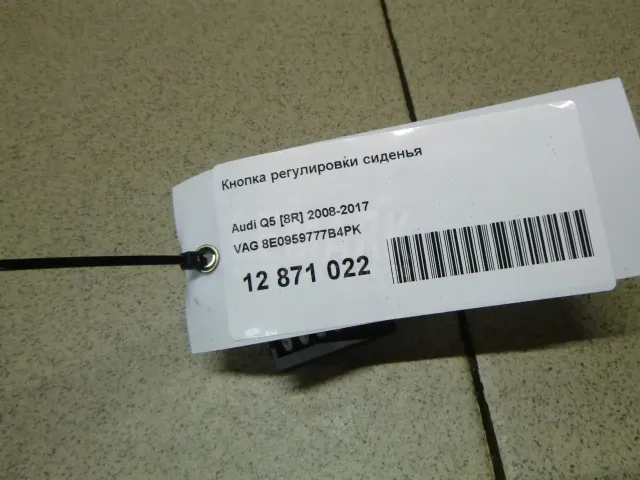 Кнопка регулировки сиденья
Audi Q5 [8R] 2008-2017
VAG 8E0959777B4PK
12 871 022